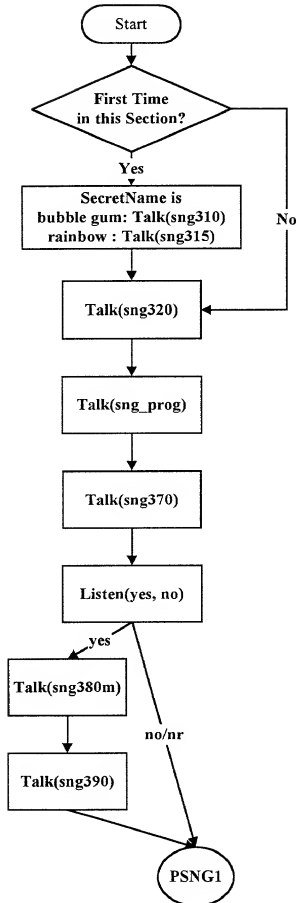 Start
First Time
in this Section?
Yes
No
SecretName is
bubble gum: Talk(sng310)
rainbow : Talk(sng315)
Talk(sng320)
Talk(sng_prog)
Talk(sng370)
Listen(yes, no)
yes
no/nr
Talk(sng380m)
Talk(sng390)
PSNG1